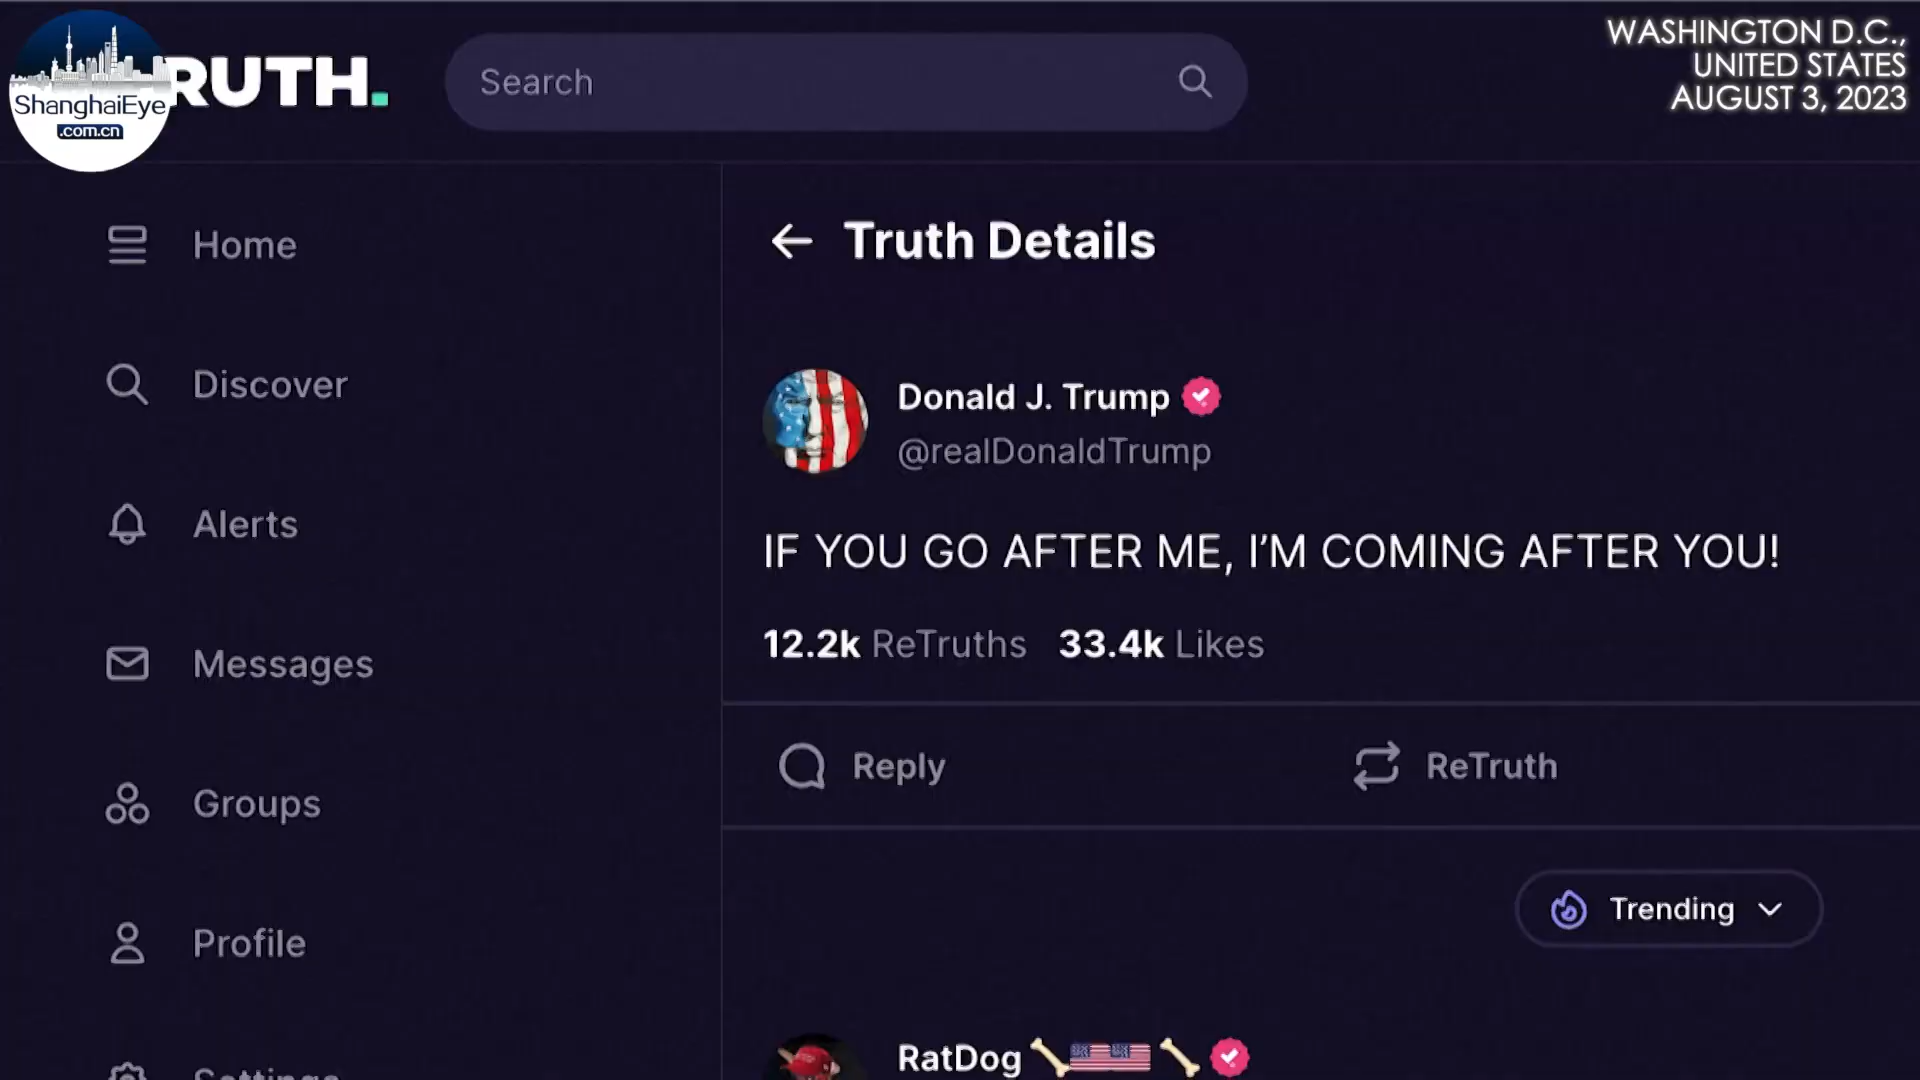 ShanghaiEye
.com.cn
RUTH.
Search
WASHINGTON D.C.,
UNITED STATES
AUGUST 3, 2023
Home
Discover
Alerts
Messages
Groups
Profile
Settings
Truth Details
Donald J. Trump
@realDonaldTrump
IF YOU GO AFTER ME, I’M COMING AFTER YOU!
12.2k ReTruths 33.4k Likes
Reply
ReTruth
Trending
RatDog